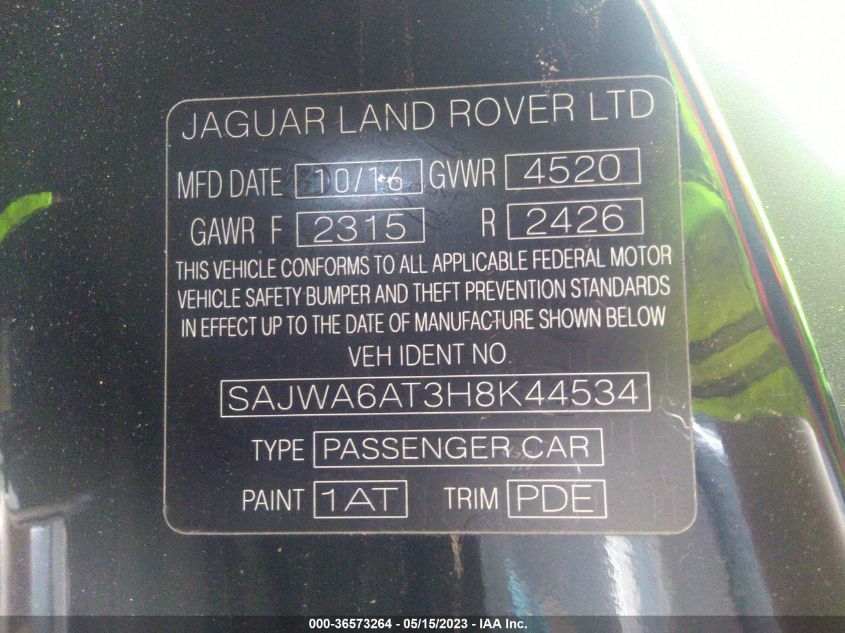 JAGUAR LAND ROVER LTD
MFD DATE 10/16 GVWR 4520
GAWR F 2315 R 2426
THIS VEHICLE CONFORMS TO ALL APPLICABLE FEDERAL MOTOR
VEHICLE SAFETY BUMPER AND THEFT PREVENTION STANDARDS
IN EFFECT UP TO THE DATE OF MANUFACTURE SHOWN BELOW
VEH IDENT NO.
SAJWA6AT3H8K44534
TYPE PASSENGER CAR
PAINT 1AT TRIM PDE
000-36573264 - 05/15/2023 - IAA Inc.